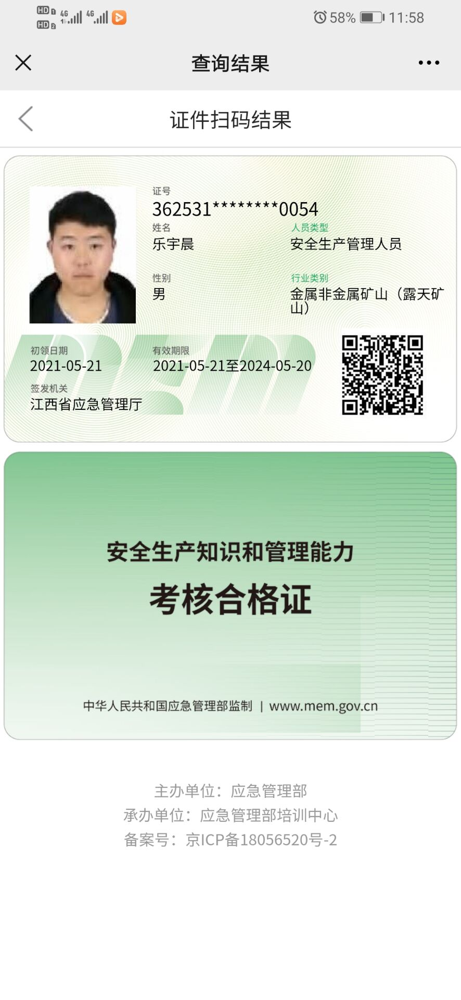 HD 1 4G 4G 58% 11:58
HD 2
查询结果
证件扫码结果
证号
362531********0054
姓名 人员类型
乐宇晨 安全生产管理人员
性别 行业类别
男 金属非金属矿山（露天矿
山）
初领日期 有效期限
2021-05-21 2021-05-21至2024-05-20
签发机关
江西省应急管理厅
mem
安全生产知识和管理能力
考核合格证
中华人民共和国应急管理部监制 | www.mem.gov.cn
主办单位：应急管理部
承办单位：应急管理部培训中心
备案号：京ICP备18056520号-2